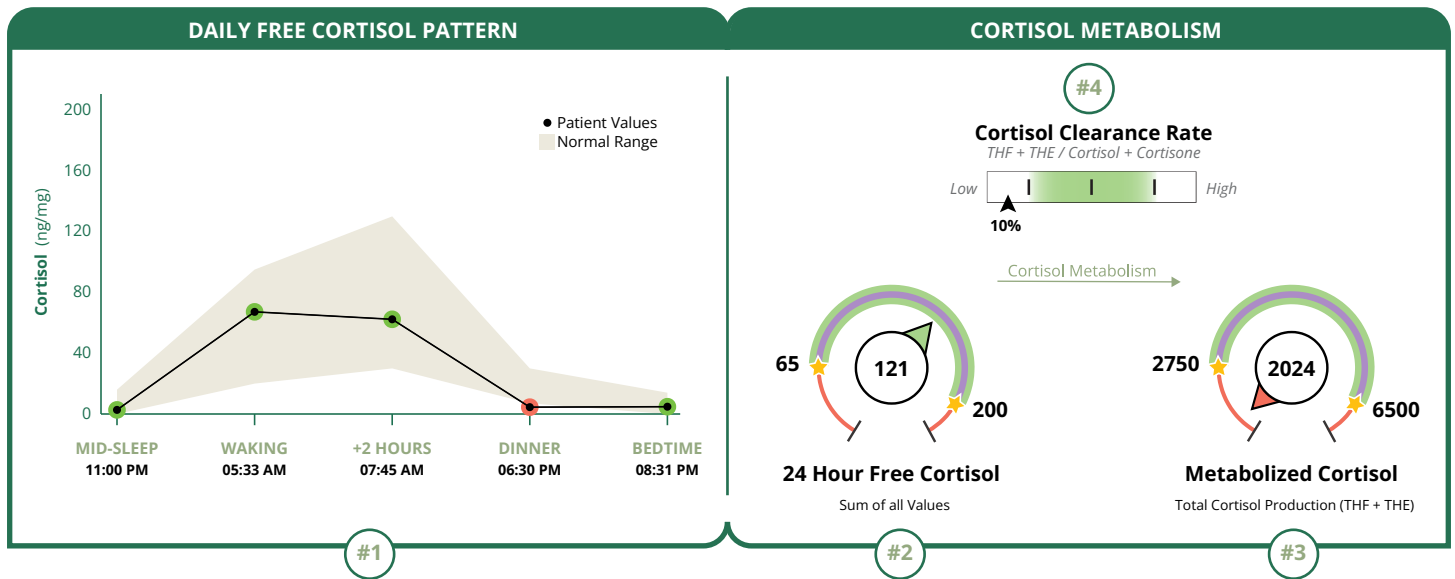 DAILY FREE CORTISOL PATTERN
200
160
120
80
40
0
Cortisol (ng/mg)
Patient Values
Normal Range
MID-SLEEP
11:00 PM
WAKING
05:33 AM
+2 HOURS
07:45 AM
DINNER
06:30 PM
BEDTIME
08:31 PM
#1
CORTISOL METABOLISM
#4
Cortisol Clearance Rate
THF + THE / Cortisol + Cortisone
Low
High
10%
Cortisol Metabolism
65
121
200
24 Hour Free Cortisol
Sum of all Values
#2
2750
2024
6500
Metabolized Cortisol
Total Cortisol Production (THF + THE)
#3